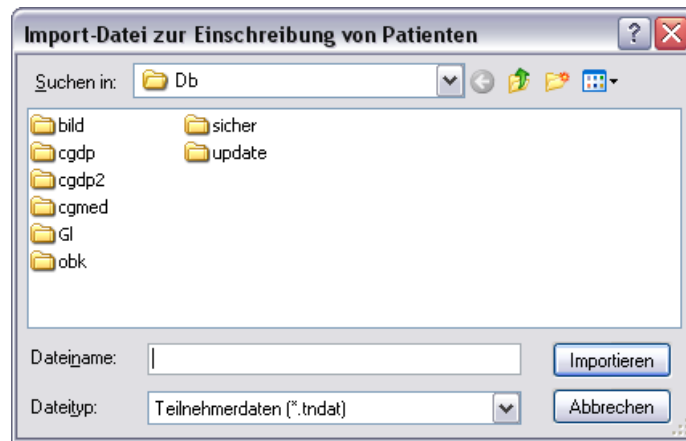 Import-Datei zur Einschreibung von Patienten
Suchen in: Db
bild sicher
cgdp update
cgdp2
cgmed
Gl
obk
Dateiname: Importieren
Dateityp: Teilnehmerdaten (*.tndat) Abbrechen